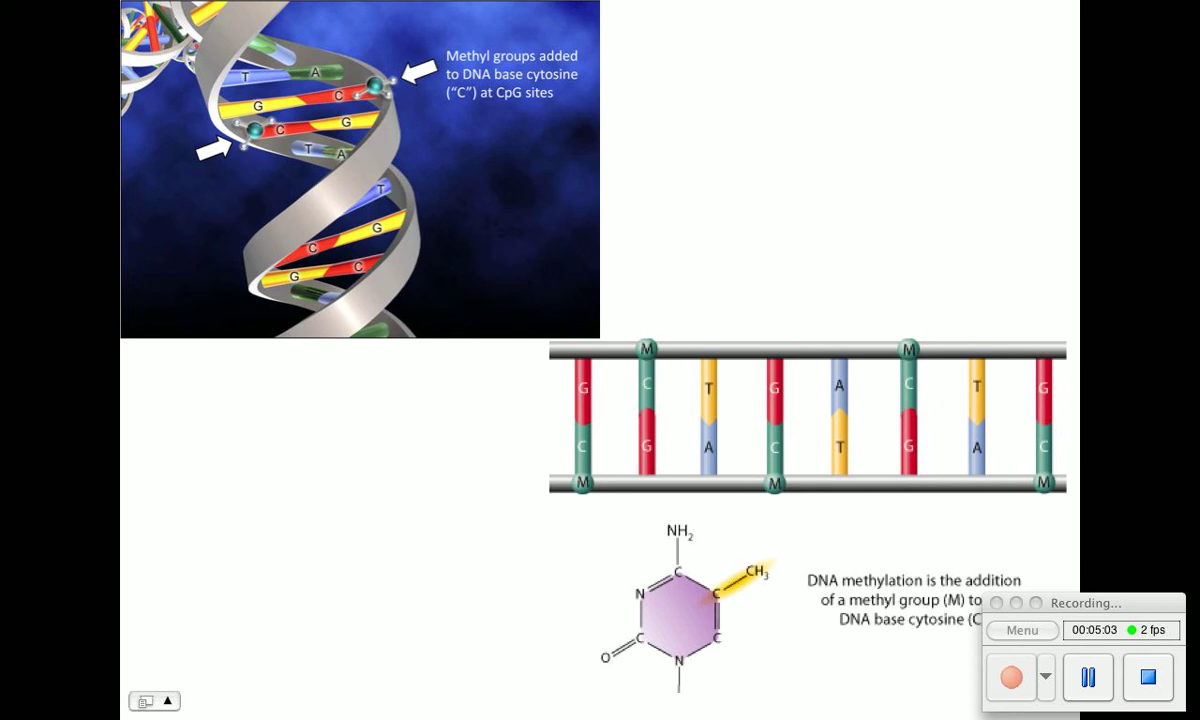 Methyl groups added
to DNA base cytosine
("C") at CpG sites
T A
G C
C G
T A
T
C G
G C
M M
G C T G A C T G
C G A C T G A C
M M M
NH2
C CH3
N C
C C
O N
DNA methylation is the addition
of a methyl group (M) to
DNA base cytosine (C
Recording...
Menu 00:05:03 2 fps